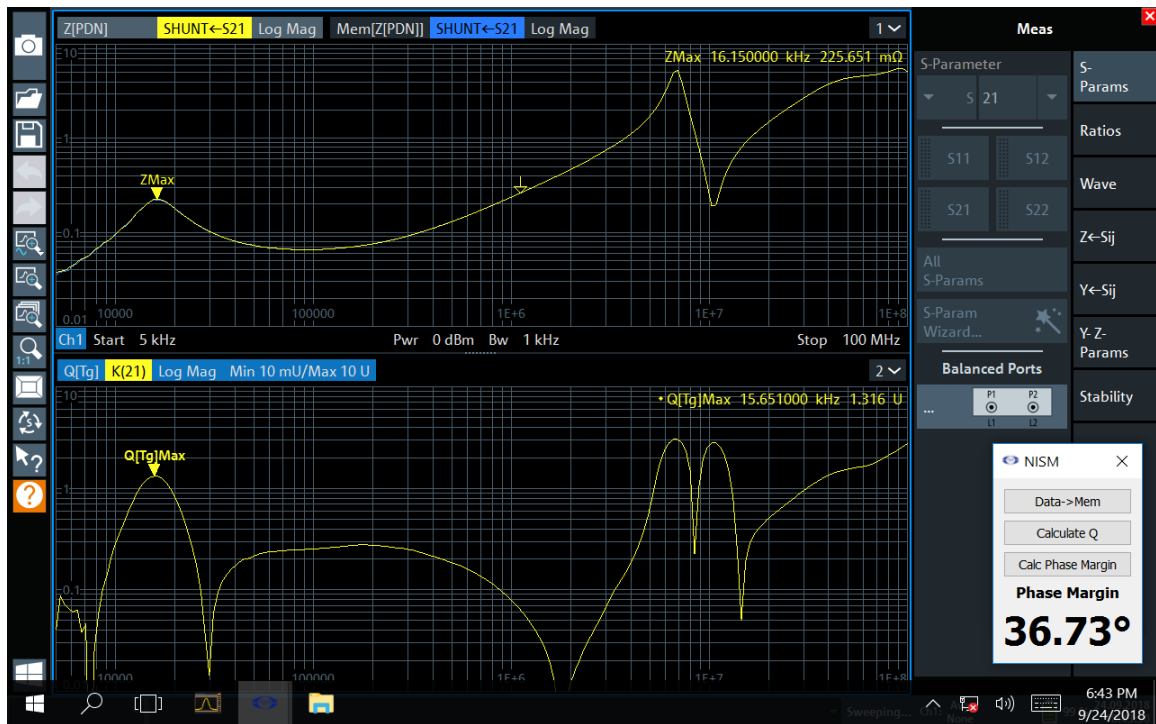 Z[PDN] SHUNT←S21 Log Mag Mem[Z[PDN]] SHUNT←S21 Log Mag 1
10
ZMax 16.150000 kHz 225.651 mΩ
1
ZMax
0.1
0.01 10000 100000 1E+6 1E+7 1E+8
Ch1 Start 5 kHz Pwr 0 dBm Bw 1 kHz Stop 100 MHz
Q[Tg] K(21) Log Mag Min 10 mU/Max 10 U 2
10
• Q[Tg]Max 15.651000 kHz 1.316 U
Q[Tg]Max
1
0.1
10000 100000 1E+6 1E+7 1E+8
1:1
S
?
?
Meas
S-Parameter
S 21
S11 S12
S21 S22
All
S-Params
S-Param
Wizard...
Balanced Ports
... P1 P2
L1 L2
S-
Params
Ratios
Wave
Z←Sij
Y←Sij
Y- Z-
Params
Stability
NISM
Data->Mem
Calculate Q
Calc Phase Margin
Phase Margin
36.73°
Sweeping...
None
6:43 PM
9/24/2018